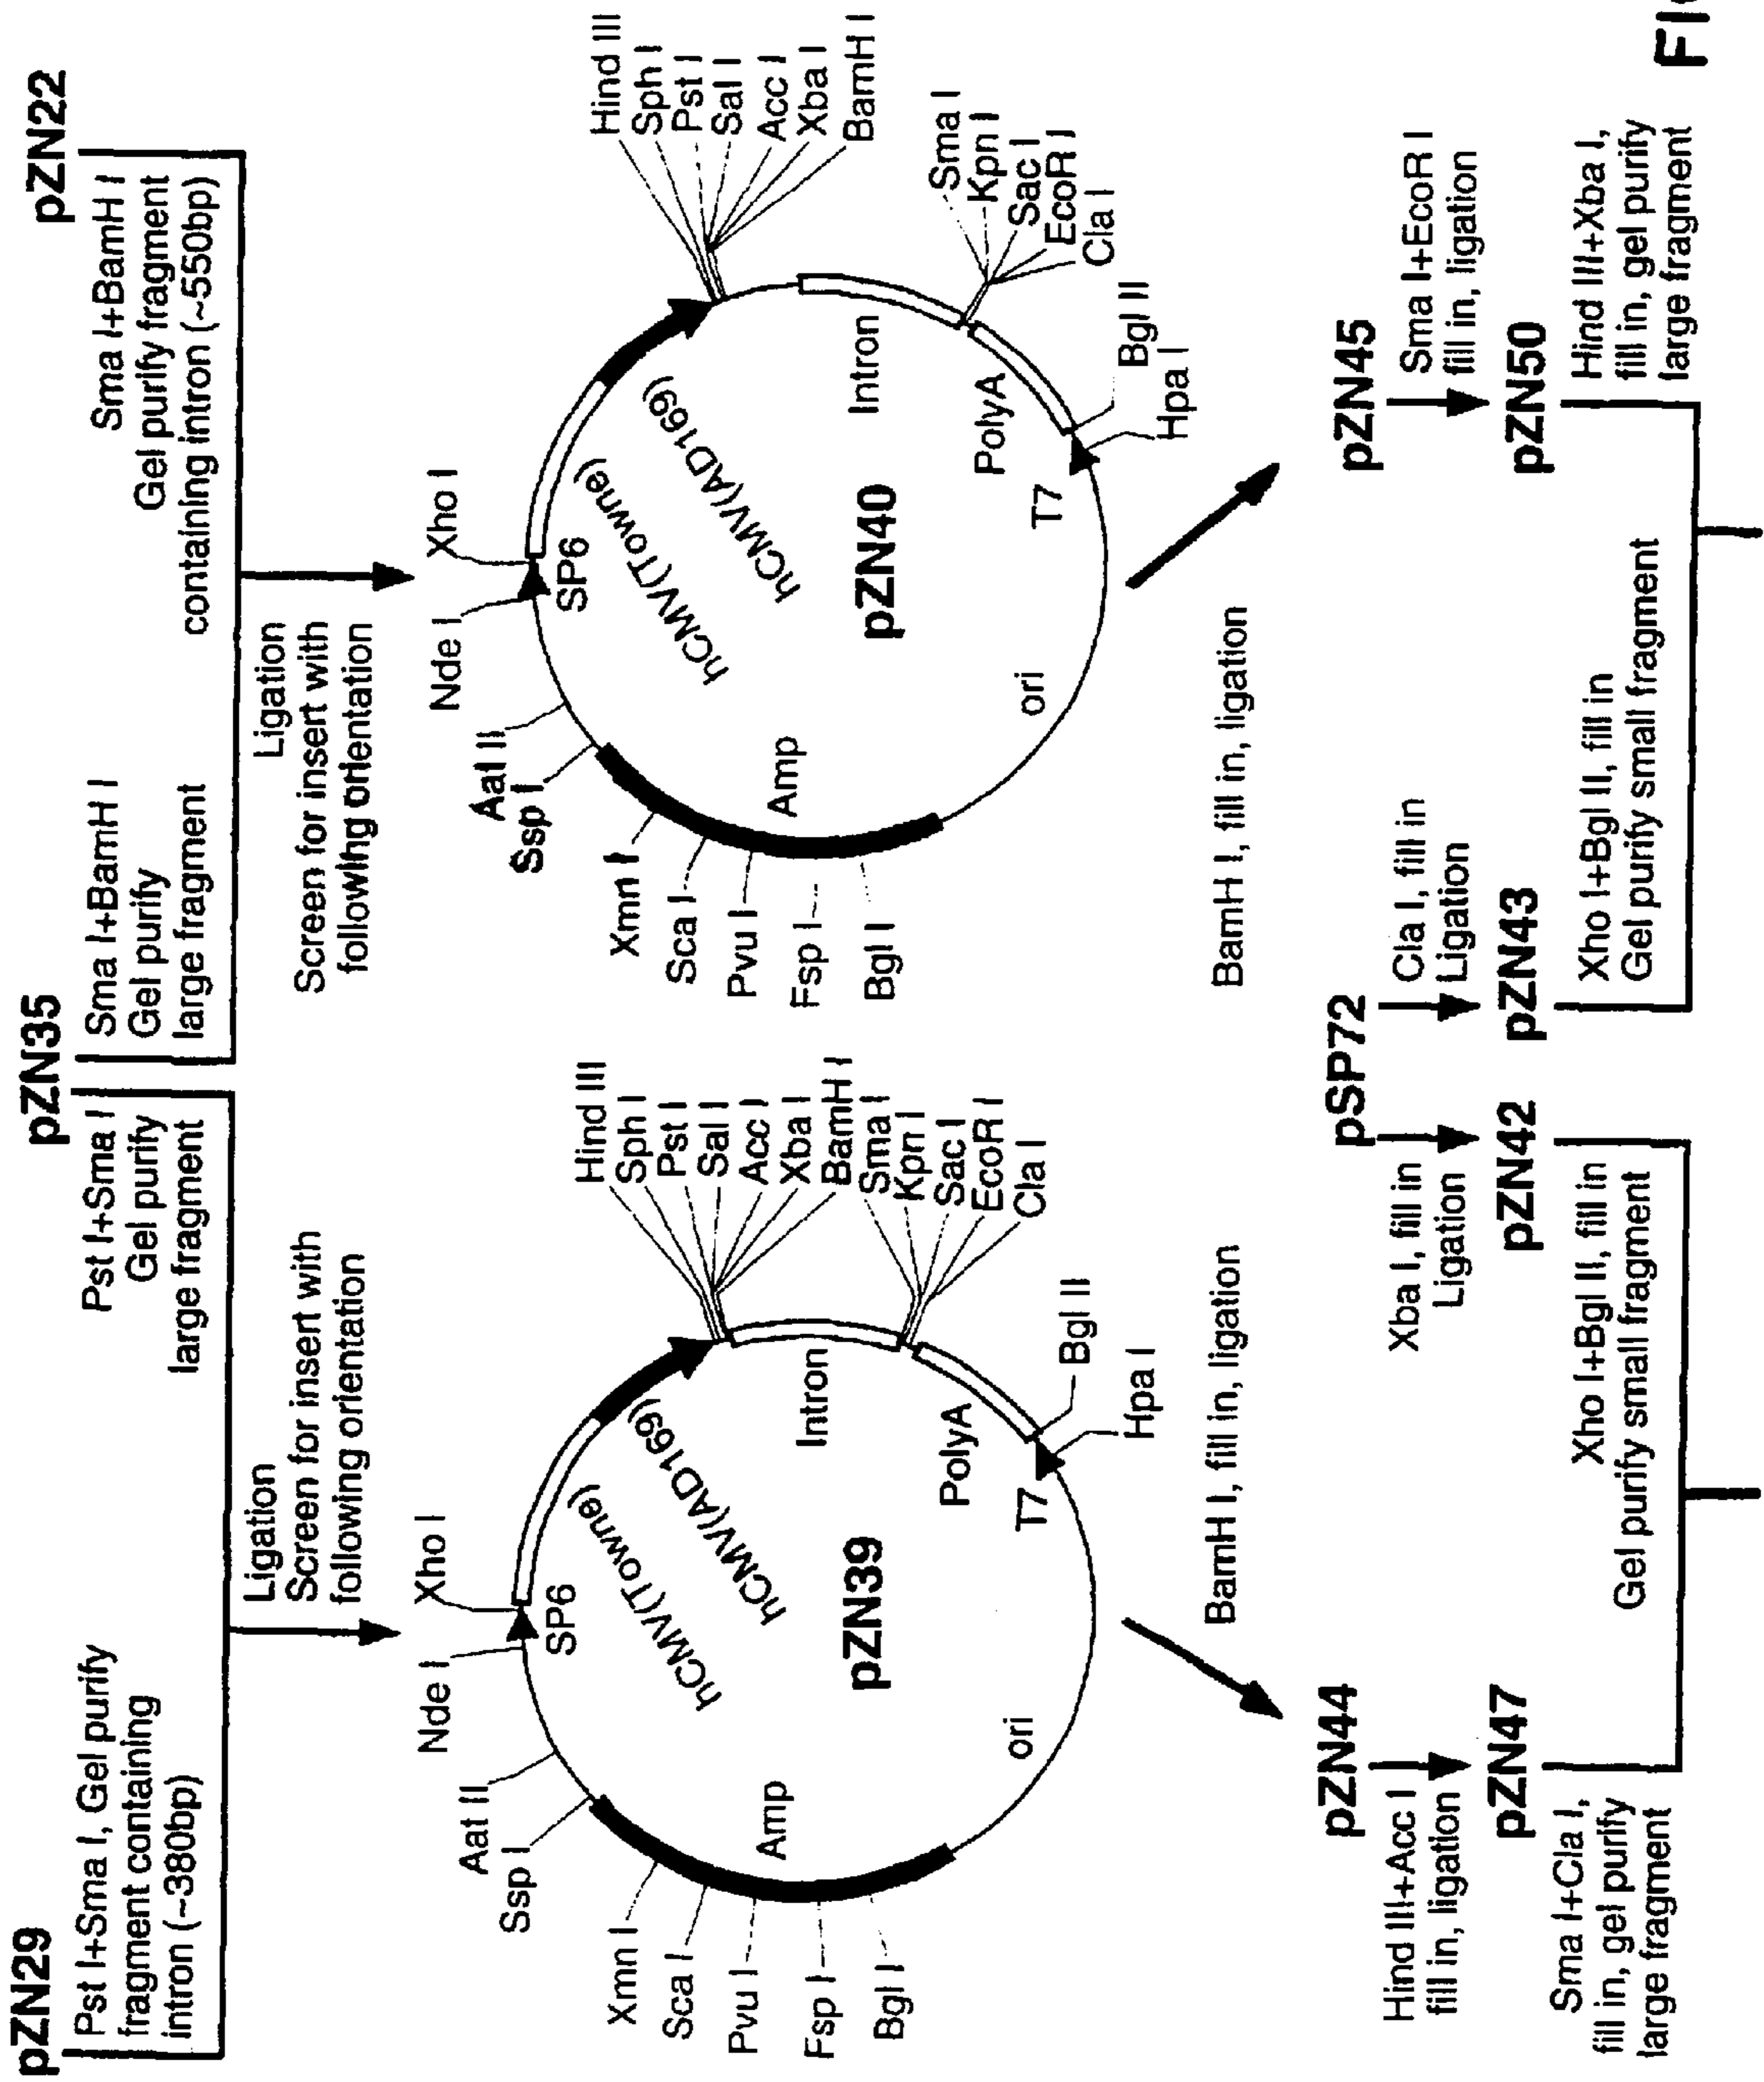 pZN29
Pst I+Sma I, Gel purify
fragment containing
intron (~380bp)
pZN35
Pst I+Sma I
Gel purify
large fragment
Sma I+BamH I
Gel purify
large fragment
pZN22
Sma I+BamH I
Gel purify fragment
containing intron (~550bp)
Ligation
Screen for insert with
following orientation
Ligation
Screen for insert with
following orientation
Nde I
Xho I
SP6
Aat II
Ssp I
Xmn I
Sca I
Pvu I
Fsp I
Bgl I
Amp
ori
hCMV(Towne)
hCMV(AD169)
pZN39
Intron
PolyA
T7
Hind III
Sph I
Pst I
Sal I
Acc I
Xba I
BamH I
Sma I
Kpn I
Sac I
EcoR I
Cla I
Bgl II
Hpa I
Nde I
Xho I
SP6
Aat II
Ssp I
Xmn I
Sca I
Pvu I
Fsp I
Bgl I
Amp
ori
hCMV(Towne)
hCMV(AD169)
pZN40
Intron
PolyA
T7
Hind III
Sph I
Pst I
Sal I
Acc I
Xba I
BamH I
Sma I
Kpn I
Sac I
EcoR I
Cla I
Bgl II
Hpa I
BamH I, fill in, ligation
BamH I, fill in, ligation
pZN44
Hind III+Acc I
fill in, ligation
pZN47
Sma I+Cla I,
fill in, gel purify
large fragment
pSP72
Xba I, fill in
Ligation
pZN42
Xho I+Bgl II, fill in
Gel purify small fragment
Cla I, fill in
Ligation
pZN43
Xho I+Bgl II, fill in
Gel purify small fragment
pZN45
Sma I+EcoR I
fill in, ligation
pZN50
Hind III+Xba I,
fill in, gel purify
large fragment